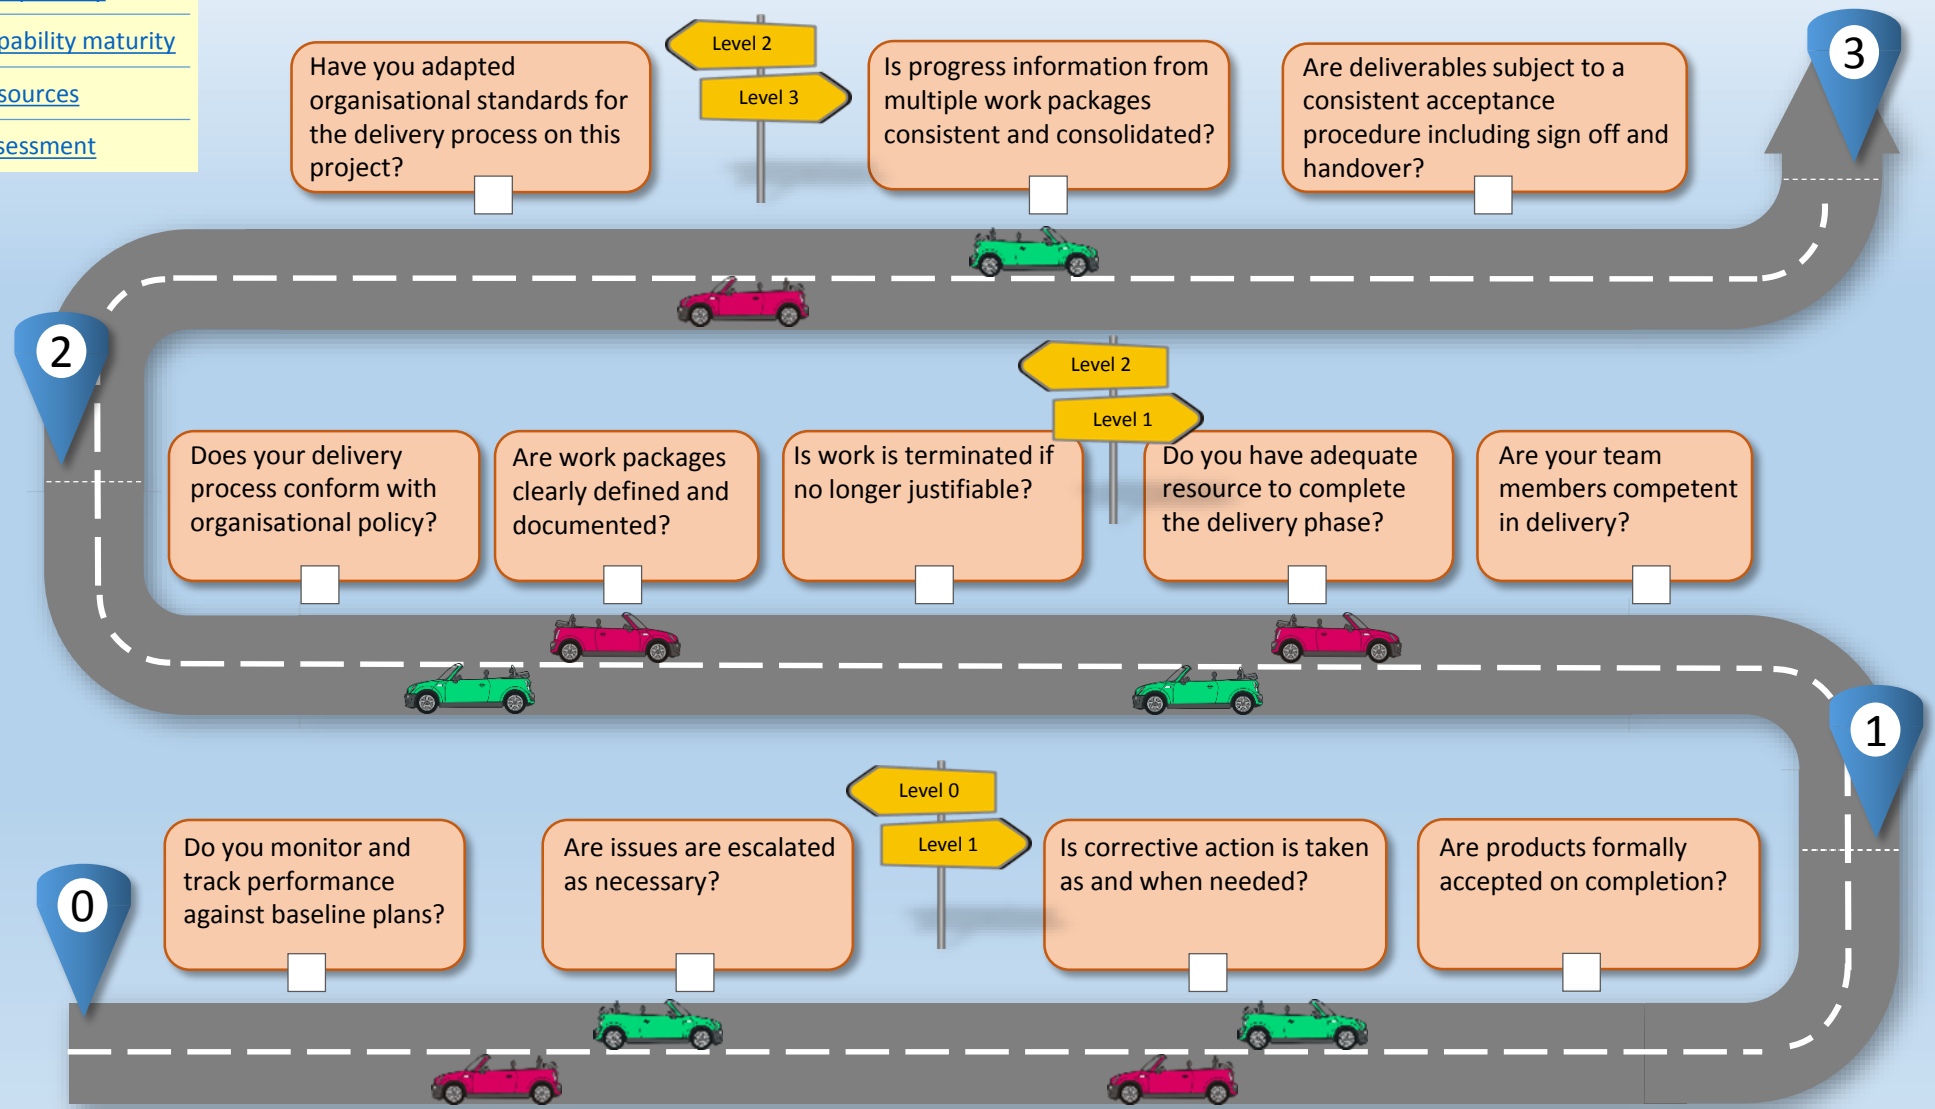 pability maturity
sources
sessment
Have you adapted
organisational standards for
the delivery process on this
project?
Level 2
Level 3
Is progress information from
multiple work packages
consistent and consolidated?
Are deliverables subject to a
consistent acceptance
procedure including sign off and
handover?
3
2
Level 2
Level 1
Does your delivery
process conform with
organisational policy?
Are work packages
clearly defined and
documented?
Is work is terminated if
no longer justifiable?
Do you have adequate
resource to complete
the delivery phase?
Are your team
members competent
in delivery?
1
Level 0
Level 1
0
Do you monitor and
track performance
against baseline plans?
Are issues are escalated
as necessary?
Is corrective action is taken
as and when needed?
Are products formally
accepted on completion?